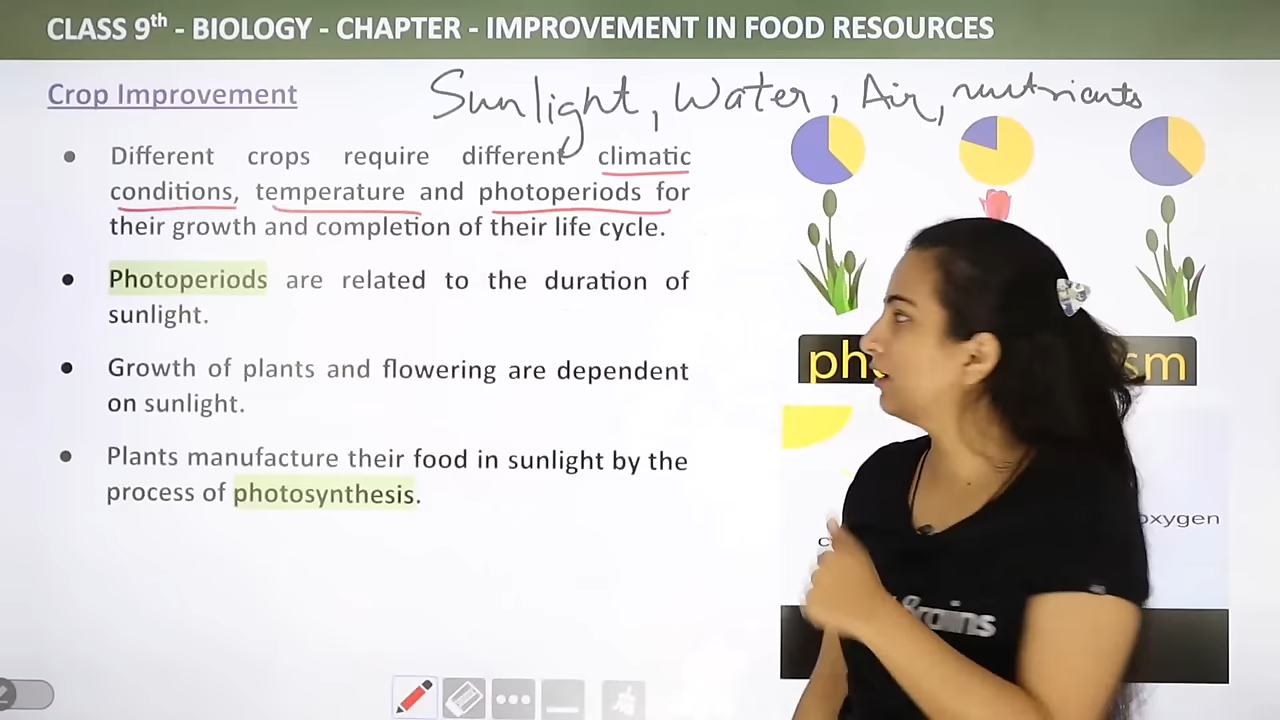 CLASS 9th - BIOLOGY - CHAPTER - IMPROVEMENT IN FOOD RESOURCES
Crop Improvement
Sunlight, Water, Air, nutrients
• Different crops require different climatic
conditions, temperature and photoperiods for
their growth and completion of their life cycle.
• Photoperiods are related to the duration of
sunlight.
• Growth of plants and flowering are dependent
on sunlight.
• Plants manufacture their food in sunlight by the
process of photosynthesis.
oxygen